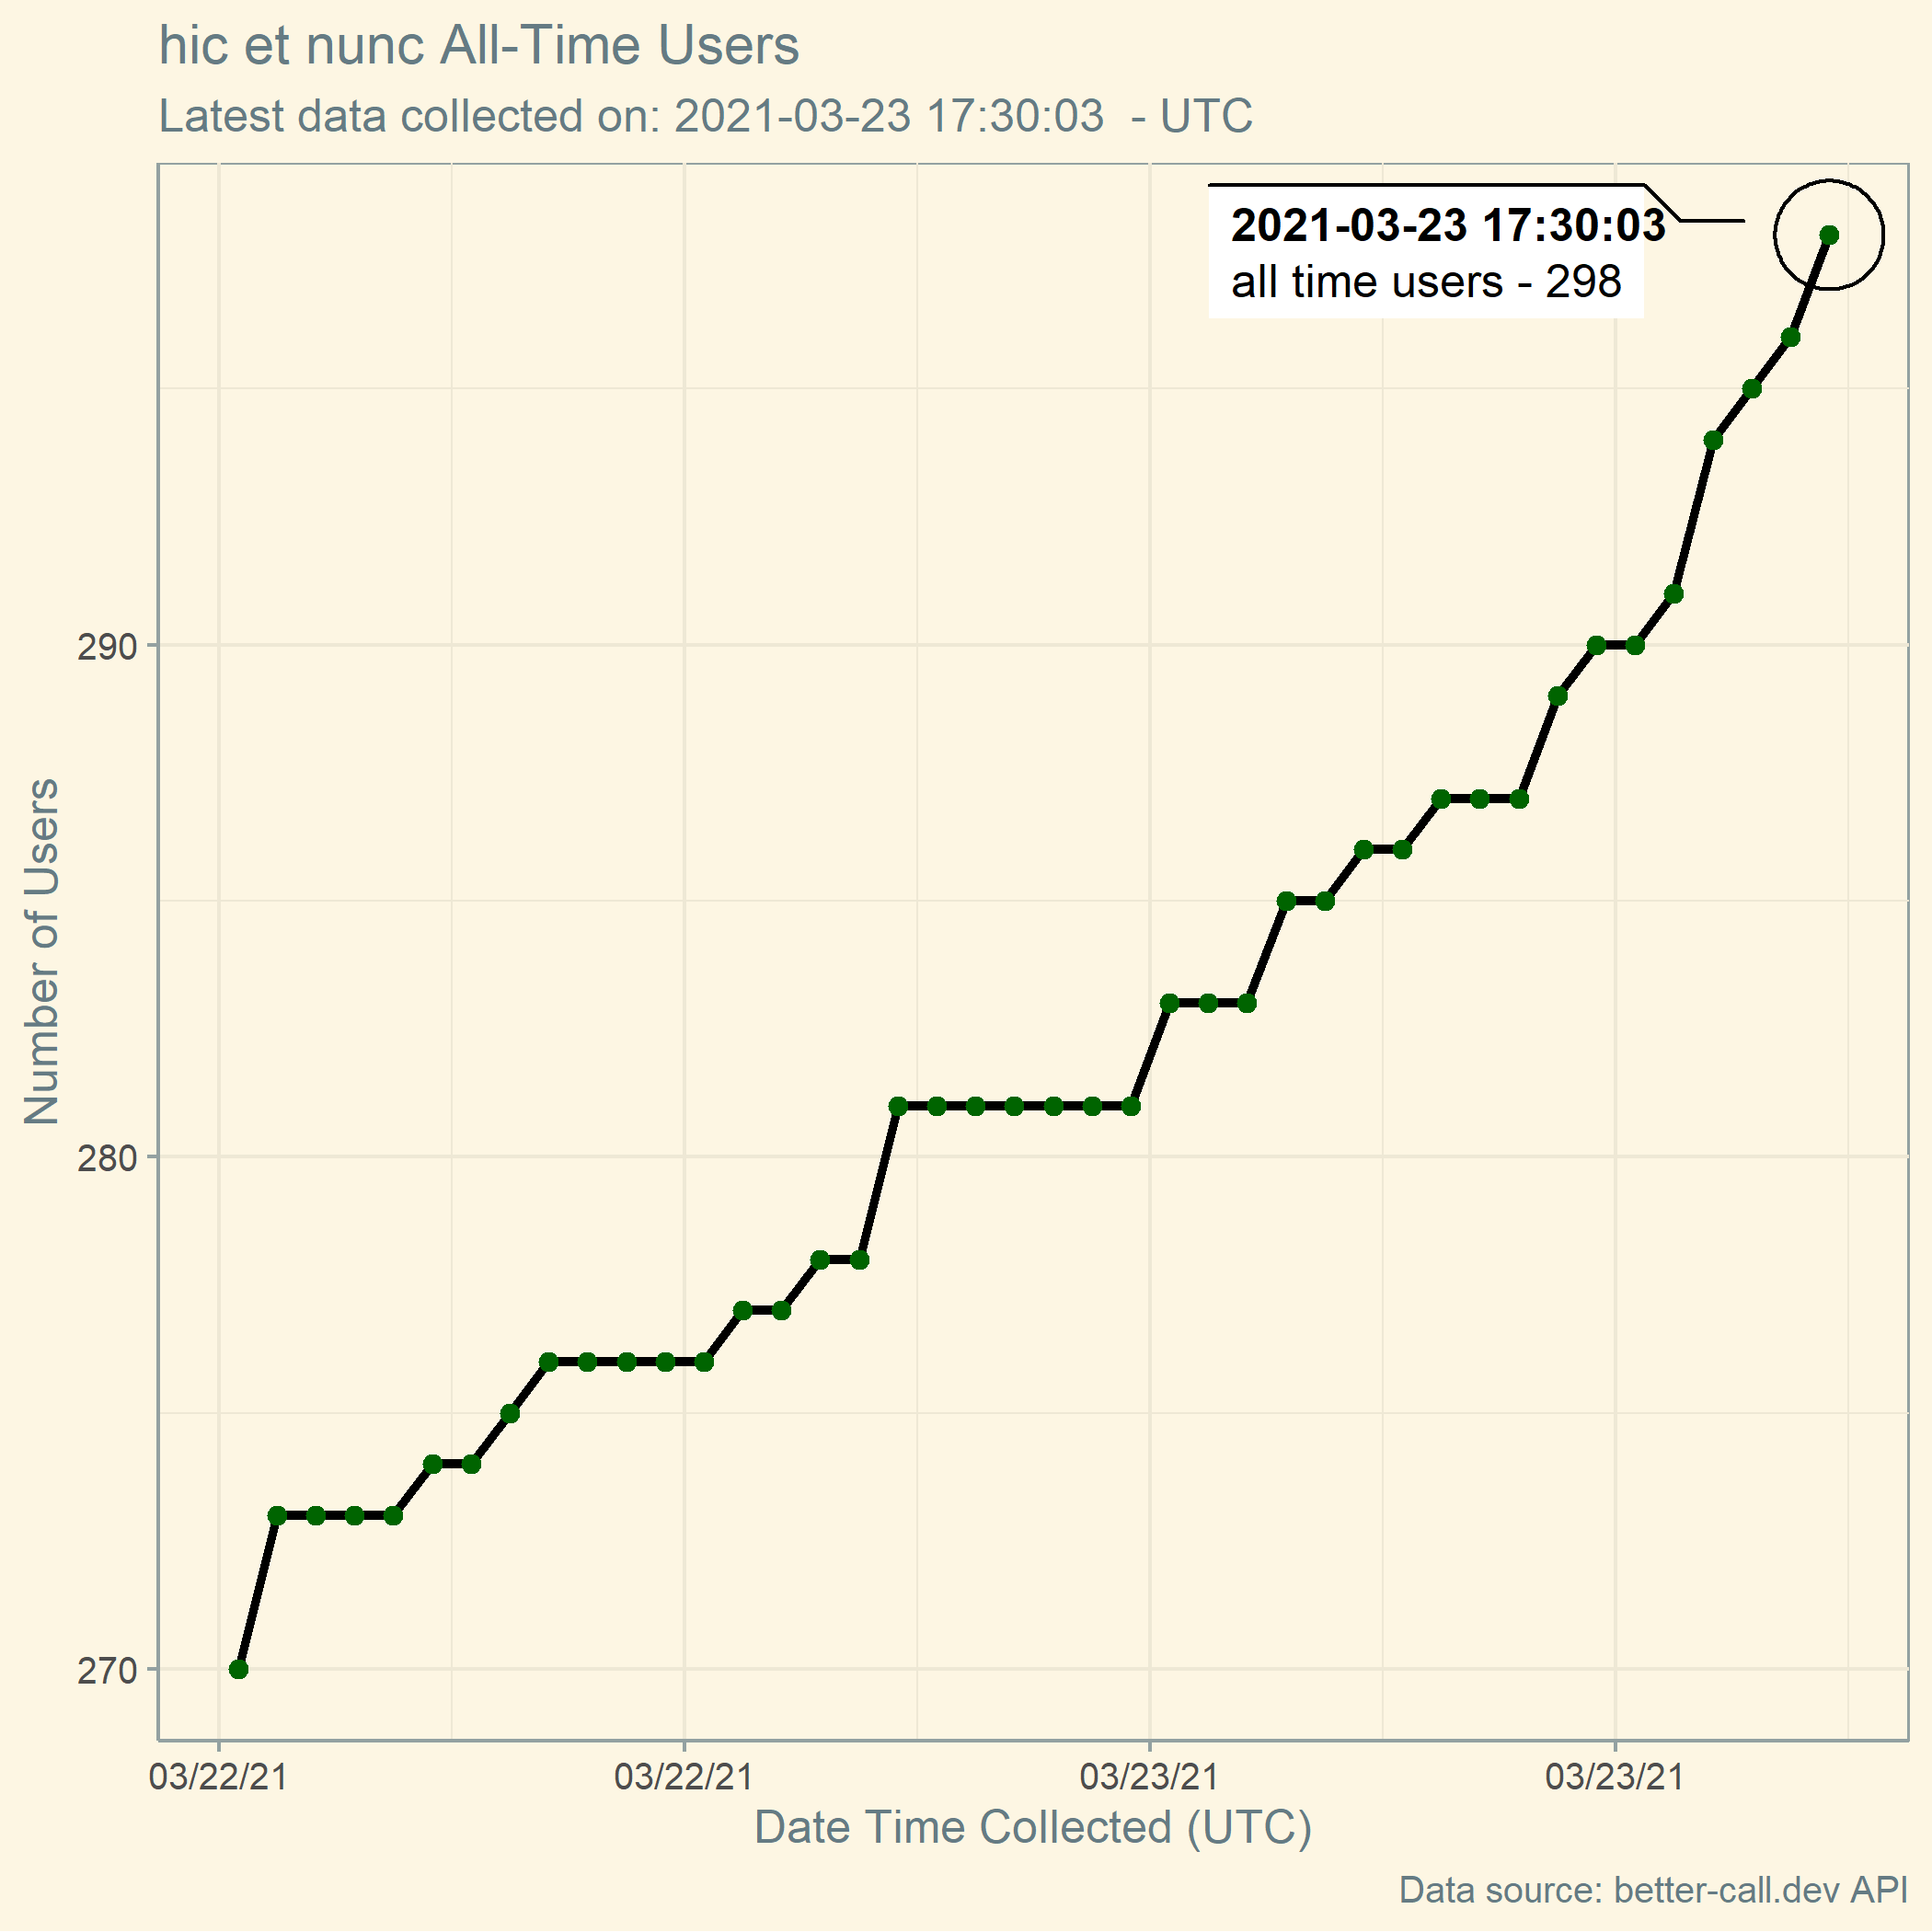 hic et nunc All-Time Users
Latest data collected on: 2021-03-23 17:30:03  - UTC
2021-03-23 17:30:03
all time users - 298
Number of Users
290
280
270
03/22/21 03/22/21 03/23/21 03/23/21
Date Time Collected (UTC)
Data source: better-call.dev API